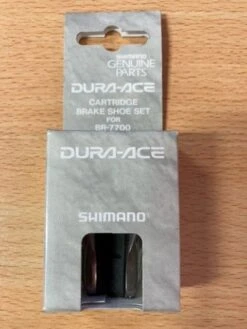 SHIMANO
GENUINE
PARTS
DURA-ACE
CARTRIDGE
BRAKE SHOE SET
FOR
BR-7700
DURA-ACE
SHIMANO